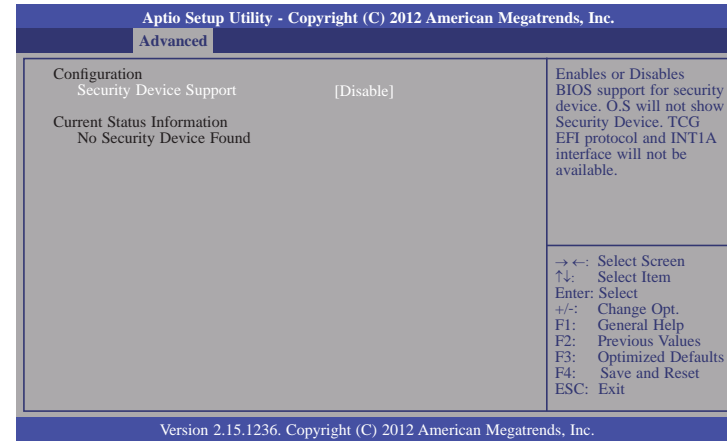 Aptio Setup Utility - Copyright (C) 2012 American Megatrends, Inc.
Advanced
Configuration
Security Device Support [Disable]
Current Status Information
No Security Device Found
Enables or Disables
BIOS support for security
device. O.S will not show
Security Device. TCG
EFI protocol and INT1A
interface will not be
available.
→←: Select Screen
↑↓: Select Item
Enter: Select
+/-: Change Opt.
F1: General Help
F2: Previous Values
F3: Optimized Defaults
F4: Save and Reset
ESC: Exit
Version 2.15.1236. Copyright (C) 2012 American Megatrends, Inc.